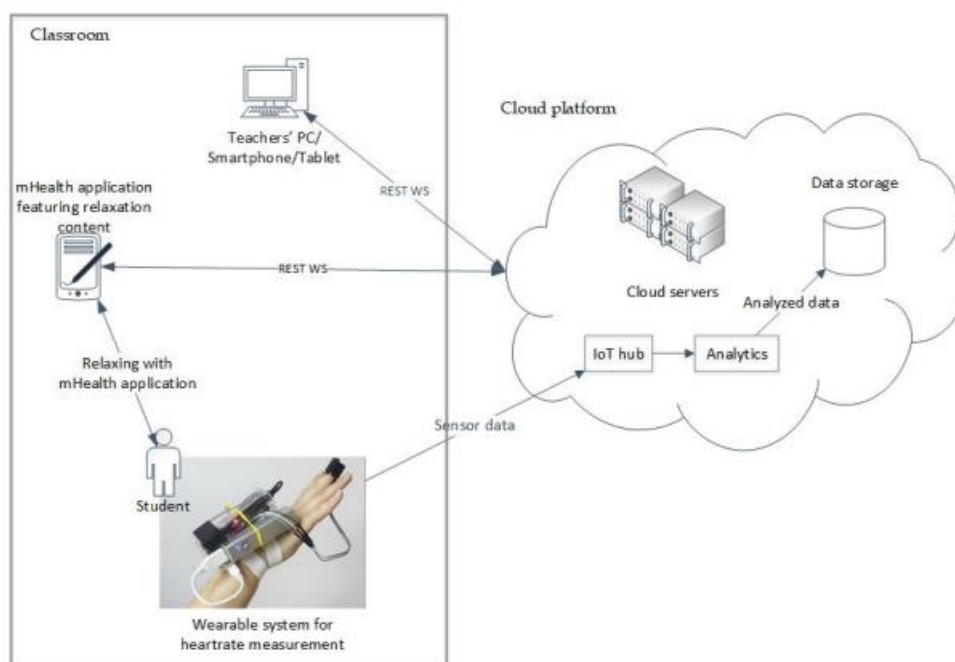 Classroom
Teachers' PC/
Smartphone/Tablet
Cloud platform
REST WS
mHealth application
featuring relaxation
content
Data storage
REST WS
Cloud servers
Analyzed data
IoT hub
Analytics
Relaxing with
mHealth application
Sensor data
Student
Wearable system for
heartrate measurement